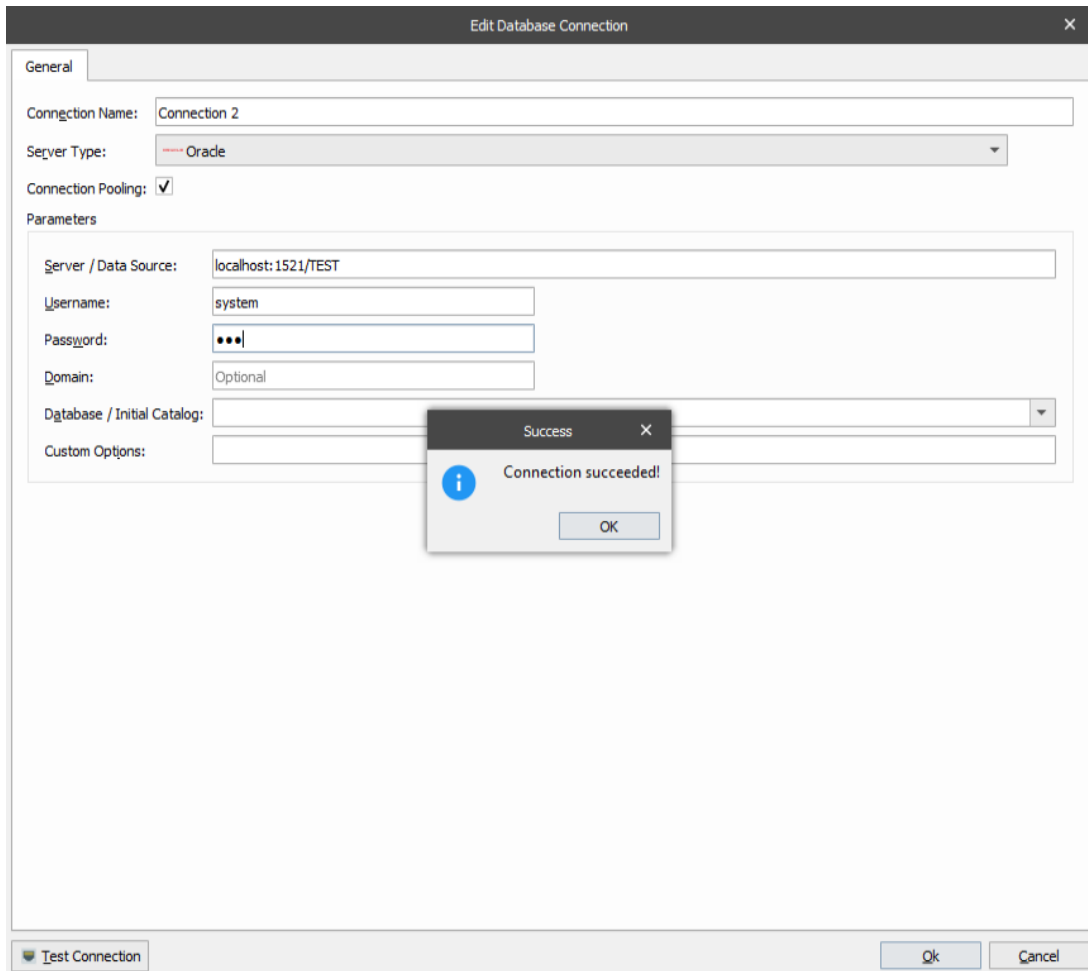 Edit Database Connection
General
Connection Name: Connection 2
Server Type: Oracle
Connection Pooling:
Parameters
Server / Data Source: localhost:1521/TEST
Username: system
Password: •••
Domain: Optional
Database / Initial Catalog:
Custom Options:
Success
Connection succeeded!
OK
Test Connection Ok Cancel